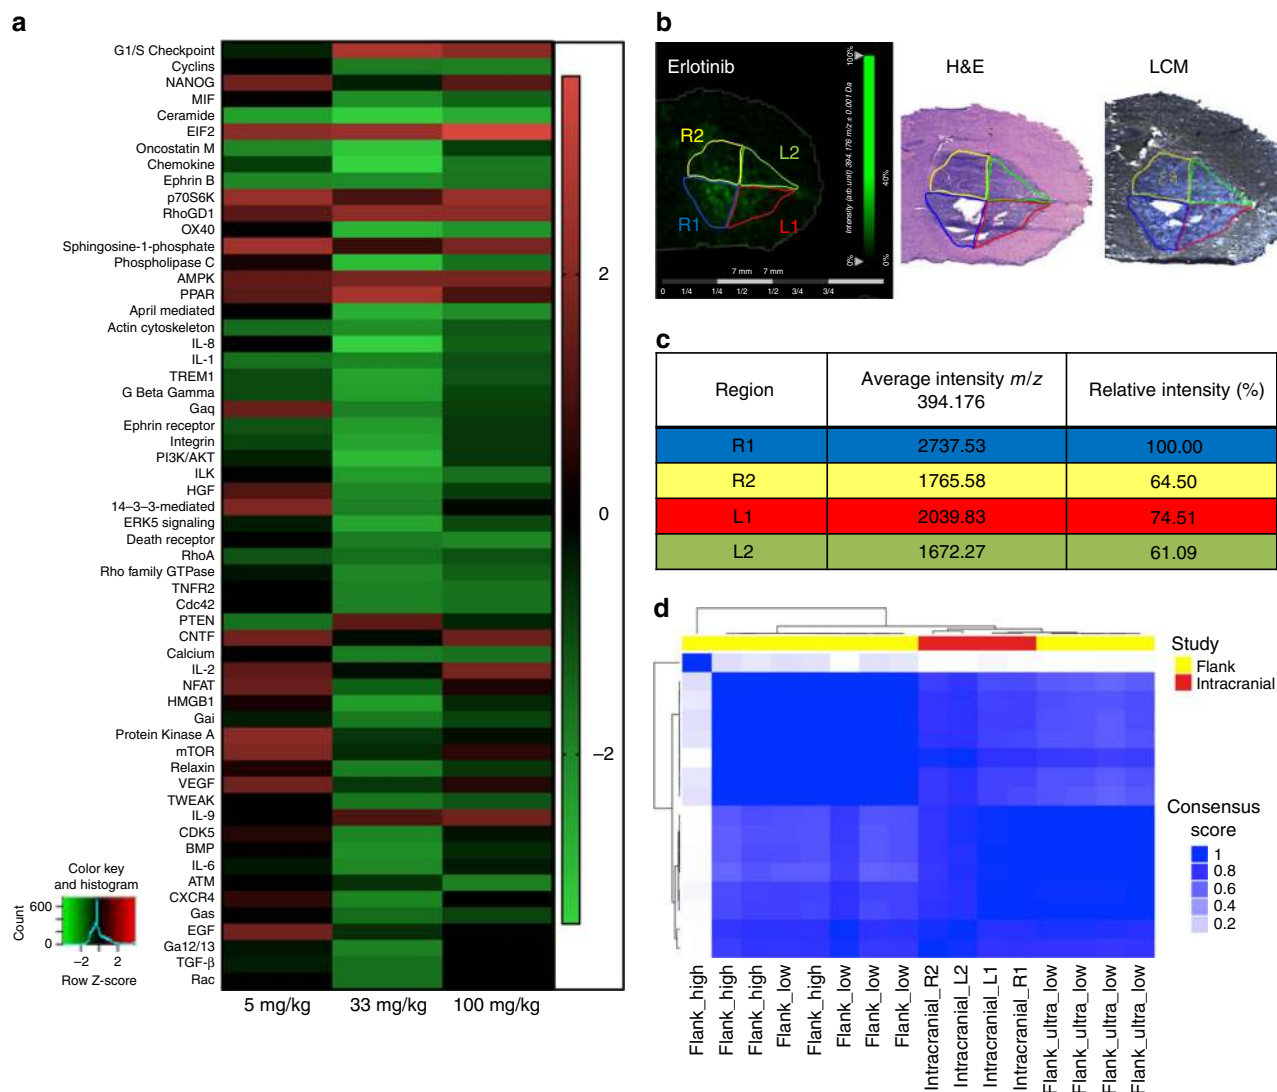 a
G1/S Checkpoint
Cyclins
NANOG
MIF
Ceramide
EIF2
Oncostatin M
Chemokine
Ephrin B
p70S6K
RhoGD1
OX40
Sphingosine-1-phosphate
Phospholipase C
AMPK
PPAR
April mediated
Actin cytoskeleton
IL-8
IL-1
TREM1
G Beta Gamma
Gaq
Ephrin receptor
Integrin
PI3K/AKT
ILK
HGF
14–3–3-mediated
ERK5 signaling
Death receptor
RhoA
Rho family GTPase
TNFR2
Cdc42
PTEN
CNTF
Calcium
IL-2
NFAT
HMGB1
Gai
Protein Kinase A
mTOR
Relaxin
VEGF
TWEAK
IL-9
CDK5
BMP
IL-6
ATM
CXCR4
Gas
EGF
Ga12/13
TGF-β
Rac
5 mg/kg 33 mg/kg 100 mg/kg
2
0
–2
Color key
and histogram
Count
600
0
–2 2
Row Z-score
b
Erlotinib
R2
L2
R1
L1
Intensity (arb.unit) 394.176 m/z ± 0.001 Da
100%
40%
0% 0%
7 mm 7 mm
0 1/4 1/4 1/2 1/2 3/4 3/4
H&E
LCM
c
Region Average intensity m/z 394.176 Relative intensity (%)
R1 2737.53 100.00
R2 1765.58 64.50
L1 2039.83 74.51
L2 1672.27 61.09
d
Study
Flank
Intracranial
Consensus
score
1
0.8
0.6
0.4
0.2
Flank_high
Flank_high
Flank_high
Flank_low
Flank_high
Flank_low
Flank_low
Flank_low
Intracranial_R2
Intracranial_L2
Intracranial_L1
Intracranial_R1
Flank_ultra_low
Flank_ultra_low
Flank_ultra_low
Flank_ultra_low